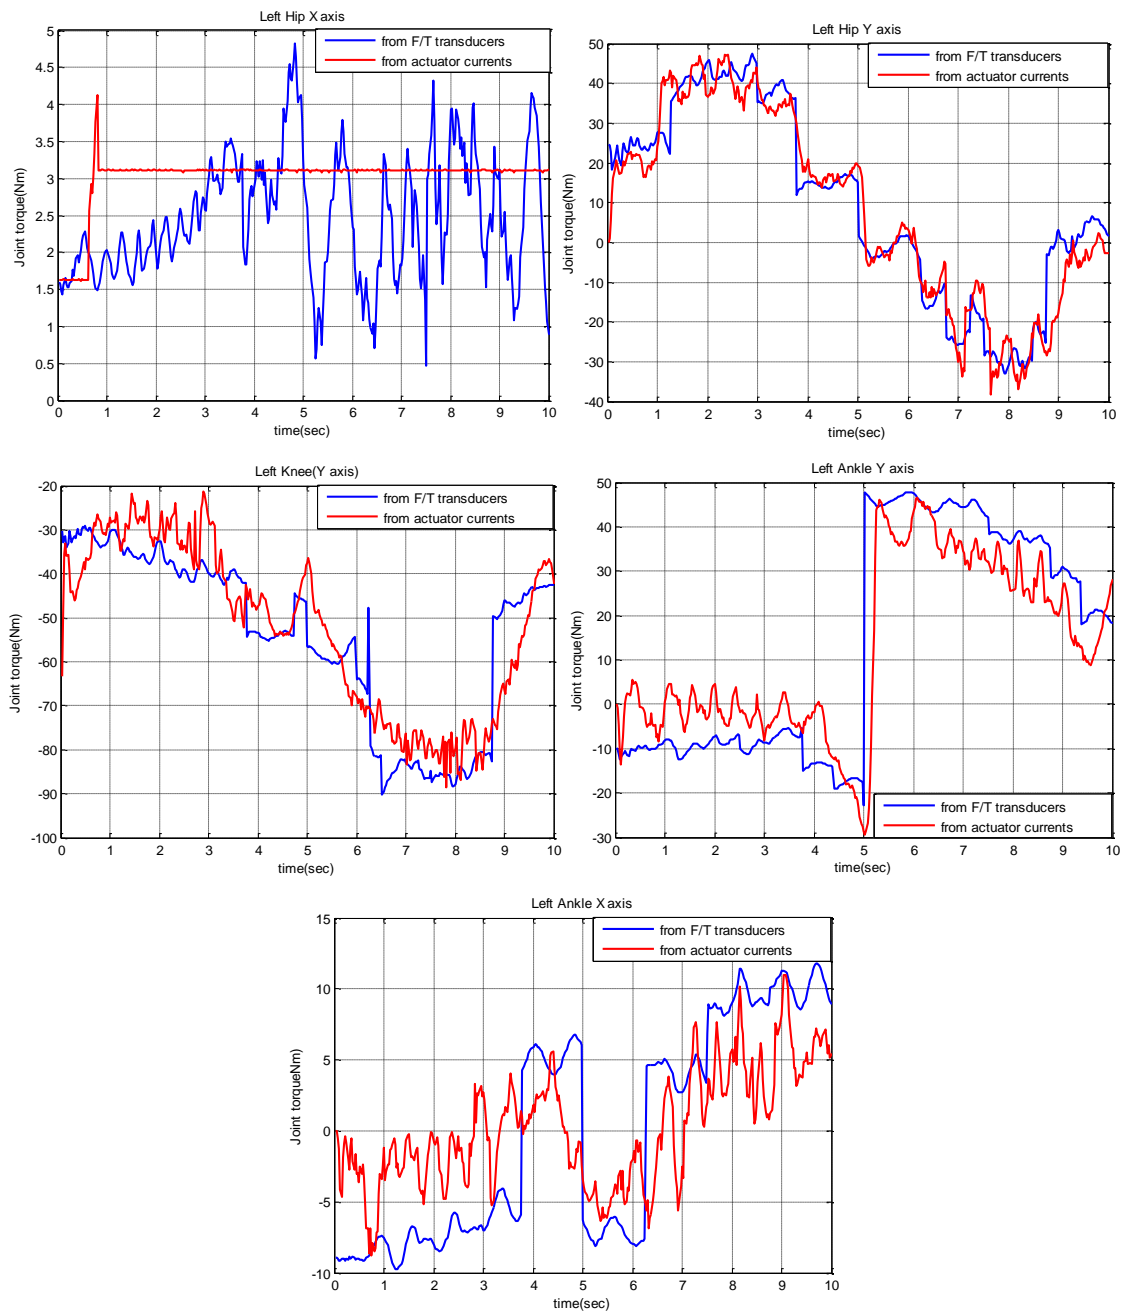 Left Hip X axis
from F/T transducers
from actuator currents
Joint torque(Nm)
5
4.5
4
3.5
3
2.5
2
1.5
1
0.5
0
0 1 2 3 4 5 6 7 8 9 10
time(sec)
Left Hip Y axis
from F/T transducers
from actuator currents
Joint torque(Nm)
50
40
30
20
10
0
-10
-20
-30
-40
0 1 2 3 4 5 6 7 8 9 10
time(sec)
Left Knee(Y axis)
from F/T transducers
from actuator currents
Joint torque(Nm)
-20
-30
-40
-50
-60
-70
-80
-90
-100
0 1 2 3 4 5 6 7 8 9 10
time(sec)
Left Ankle Y axis
Joint torque(Nm)
50
40
30
20
10
0
-10
-20
-30
from F/T transducers
from actuator currents
0 1 2 3 4 5 6 7 8 9 10
time(sec)
Left Ankle X axis
from F/T transducers
from actuator currents
Joint torqueNm)
15
10
5
0
-5
-10
0 1 2 3 4 5 6 7 8 9 10
time(sec)